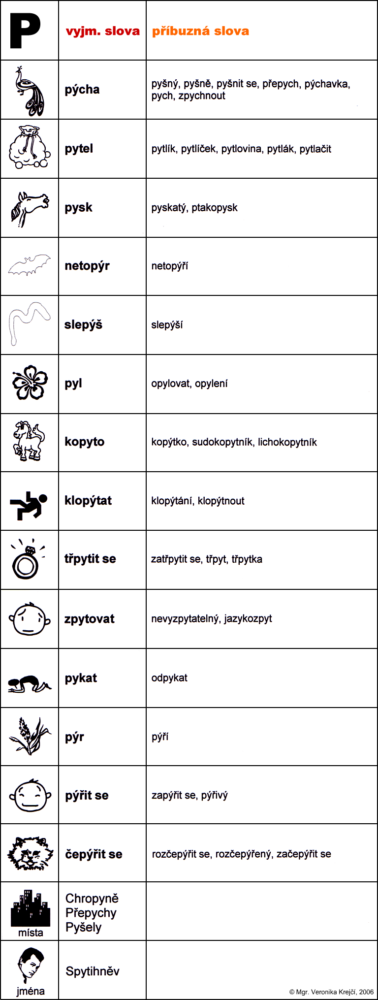 P
vyjm. slova
příbuzná slova
pýcha
pyšný, pyšně, pyšnit se, přepych, pýchavka,
pych, zpychnout
pytel
pytlík, pytlíček, pytlovina, pytlák, pytlačit
pysk
pyskatý, ptakopysk
netopýr
netopýří
slepýš
slepýší
pyl
opylovat, opylení
kopyto
kopýtko, sudokopytník, lichokopytník
klopýtat
klopýtání, klopýtnout
třpytit se
zatřpytit se, třpyt, třpytka
zpytovat
nevyzpytatelný, jazykozpyt
pykat
odpykat
pýr
pýří
pýřit se
zapýřit se, pýřivý
čepýřit se
rozčepýřit se, rozčepýřený, začepýřit se
místa
Chropyně
Přepychy
Pyšely
jména
Spytihněv
© Mgr. Veronika Krejčí, 2006